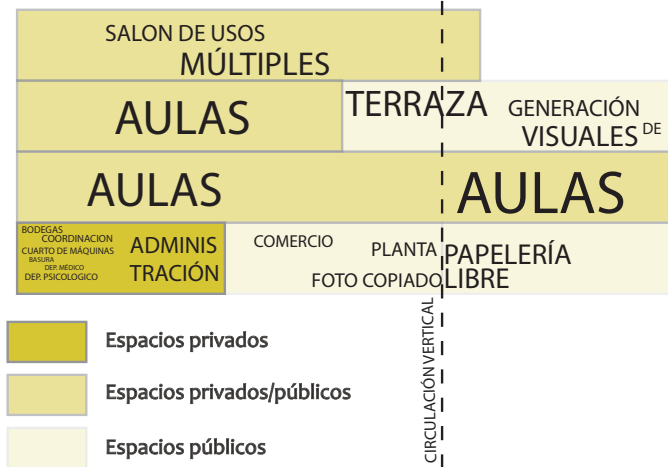 SALON DE USOS
MÚLTIPLES
AULAS
TERRAZA
GENERACIÓN
VISUALES DE
AULAS
AULAS
BODEGAS
COORDINACION
CUARTO DE MÁQUINAS
BASURA
DEP. MÉDICO
DEP. PSICOLOGICO
ADMINIS
TRACIÓN
COMERCIO
PLANTA
PAPELERÍA
FOTO COPIADO
LIBRE
CIRCULACIÓN VERTICAL
Espacios privados
Espacios privados/públicos
Espacios públicos